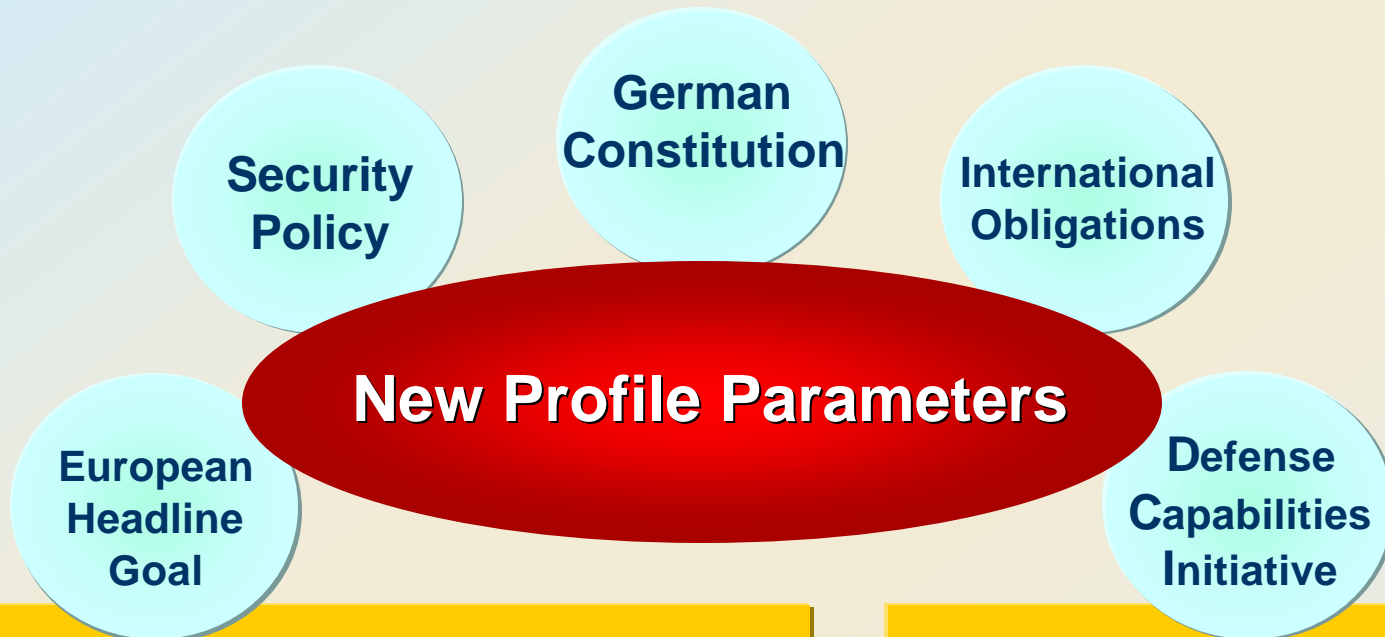 German
Constitution
Security
Policy
International
Obligations
New Profile Parameters
European
Headline
Goal
Defense
Capabilities
Initiative